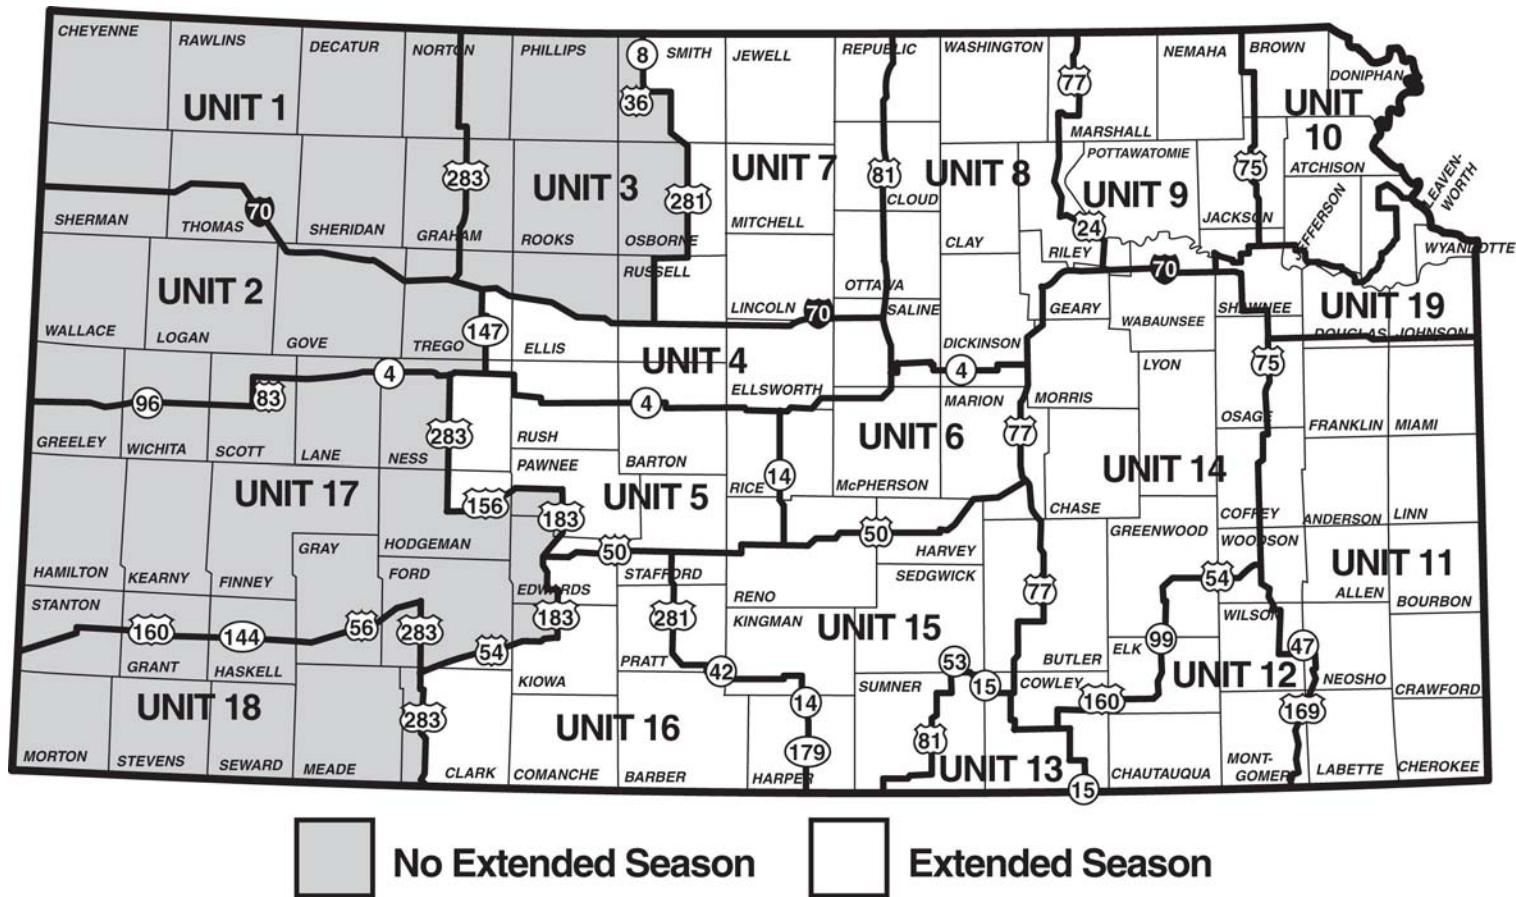 CHEYENNE
RAWLINS
DECATUR
NORTON
PHILLIPS
8
SMITH
JEWELL
REPUBLIC
WASHINGTON
77
NEMAHA
BROWN
DONIPHAN
UNIT 1
36
UNIT
10
MARSHALL
POTTAWATOMIE
ATCHISON
LEAVEN-
WORTH
283
UNIT 3
281
UNIT 7
81
UNIT 8
UNIT 9
75
SHERMAN
70
THOMAS
SHERIDAN
GRAHAM
ROOKS
OSBORNE
MITCHELL
CLOUD
CLAY
24
RILEY
JACKSON
JEFFERSON
WYANDOTTE
UNIT 2
RUSSELL
OTTAWA
70
WALLACE
LOGAN
GOVE
TREGO
147
ELLIS
LINCOLN
70
SALINE
DICKINSON
GEARY
WABAUNSEE
SHAWNEE
UNIT 19
DOUGLAS
JOHNSON
UNIT 4
4
4
LYON
75
96
83
4
ELLSWORTH
MARION
MORRIS
OSAGE
GREELEY
WICHITA
SCOTT
LANE
NESS
283
RUSH
UNIT 6
77
FRANKLIN
MIAMI
PAWNEE
BARTON
14
UNIT 14
UNIT 17
156
183
UNIT 5
RICE
McPHERSON
CHASE
COFFEY
ANDERSON
LINN
GRAY
HODGEMAN
50
50
HARVEY
GREENWOOD
WOODSON
UNIT 11
HAMILTON
KEARNY
FINNEY
FORD
EDWARDS
STAFFORD
SEDGWICK
77
54
ALLEN
BOURBON
STANTON
RENO
160
144
56
283
183
281
KINGMAN
UNIT 15
WILSON
99
47
GRANT
HASKELL
54
PRATT
42
53
BUTLER
ELK
UNIT 12
NEOSHO
CRAWFORD
KIOWA
SUMNER
15
COWLEY
160
UNIT 18
283
UNIT 16
14
169
81
MORTON
STEVENS
SEWARD
MEADE
CLARK
COMANCHE
BARBER
179
HARPER
UNIT 13
15
CHAUTAUQUA
MONT-
GOMERY
LABETTE
CHEROKEE
No Extended Season
Extended Season